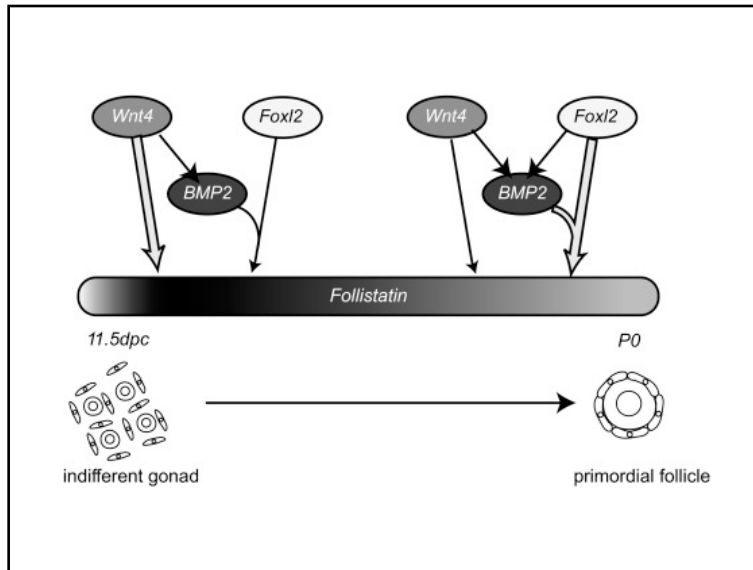 Wnt4
Foxl2
Wnt4
Foxl2
BMP2
BMP2
Follistatin
11.5dpc
P0
indifferent gonad
primordial follicle